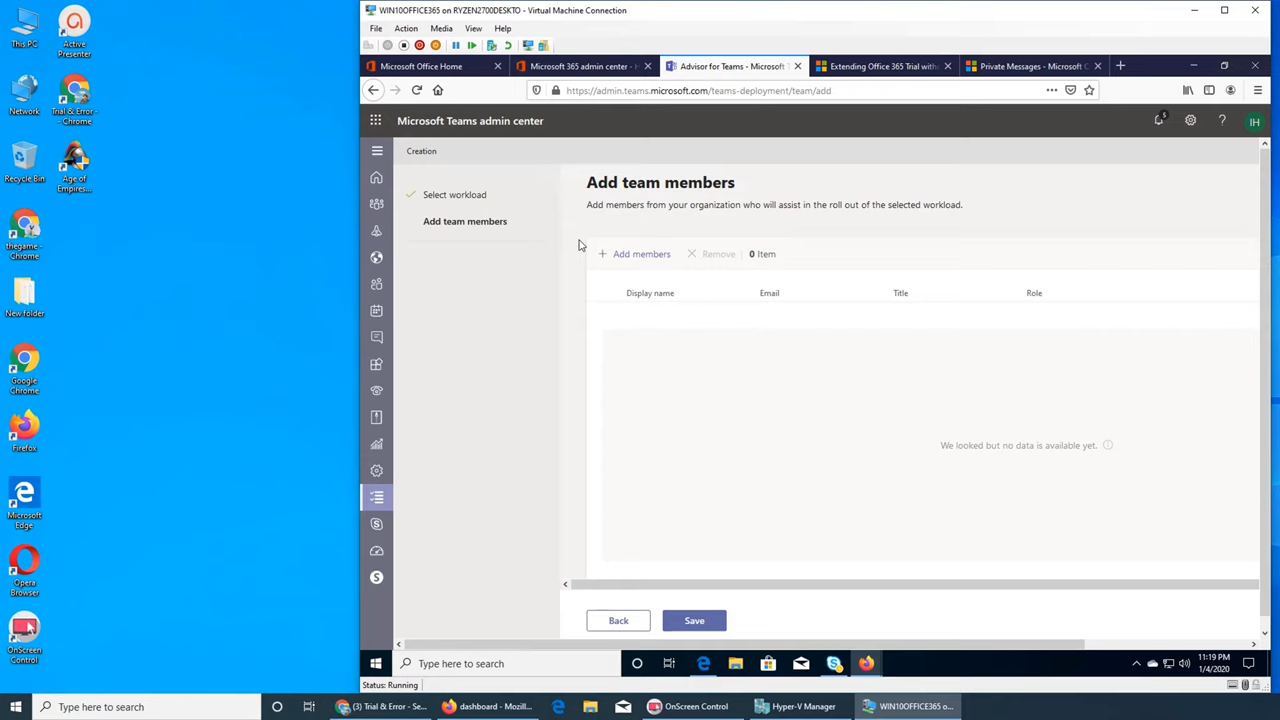 This PC
Active
Presenter
Network
Trial & Error
- Chrome
Recycle Bin
Age of
Empires...
thegame -
Chrome
New folder
Google
Chrome
Firefox
Microsoft
Edge
Opera
Browser
OnScreen
Control
WIN10OFFICE365 on RYZEN2700DESKTO - Virtual Machine Connection
File Action Media View Help
Microsoft Office Home
Microsoft 365 admin center - H
Advisor for Teams - Microsoft T
Extending Office 365 Trial with
Private Messages - Microsoft C
https://admin.teams.microsoft.com/teams-deployment/team/add
Microsoft Teams admin center
5
IH
Creation
Select workload
Add team members
Add team members
Add members from your organization who will assist in the roll out of the selected workload.
+ Add members
Remove
0 Item
Display name Email Title Role
We looked but no data is available yet.
Back
Save
Type here to search
11:19 PM
1/4/2020
Status: Running
Type here to search
(3) Trial & Error - Se...
dashboard - Mozill...
OnScreen Control
Hyper-V Manager
WIN10OFFICE365 o...